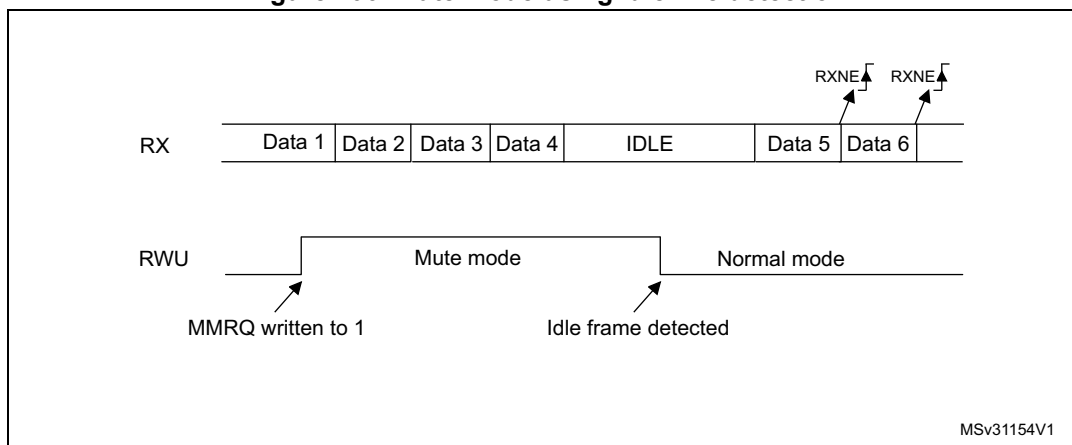 RXNE RXNE
RX Data 1 Data 2 Data 3 Data 4 IDLE Data 5 Data 6
RWU Mute mode Normal mode
MMRQ written to 1 Idle frame detected
MSv31154V1